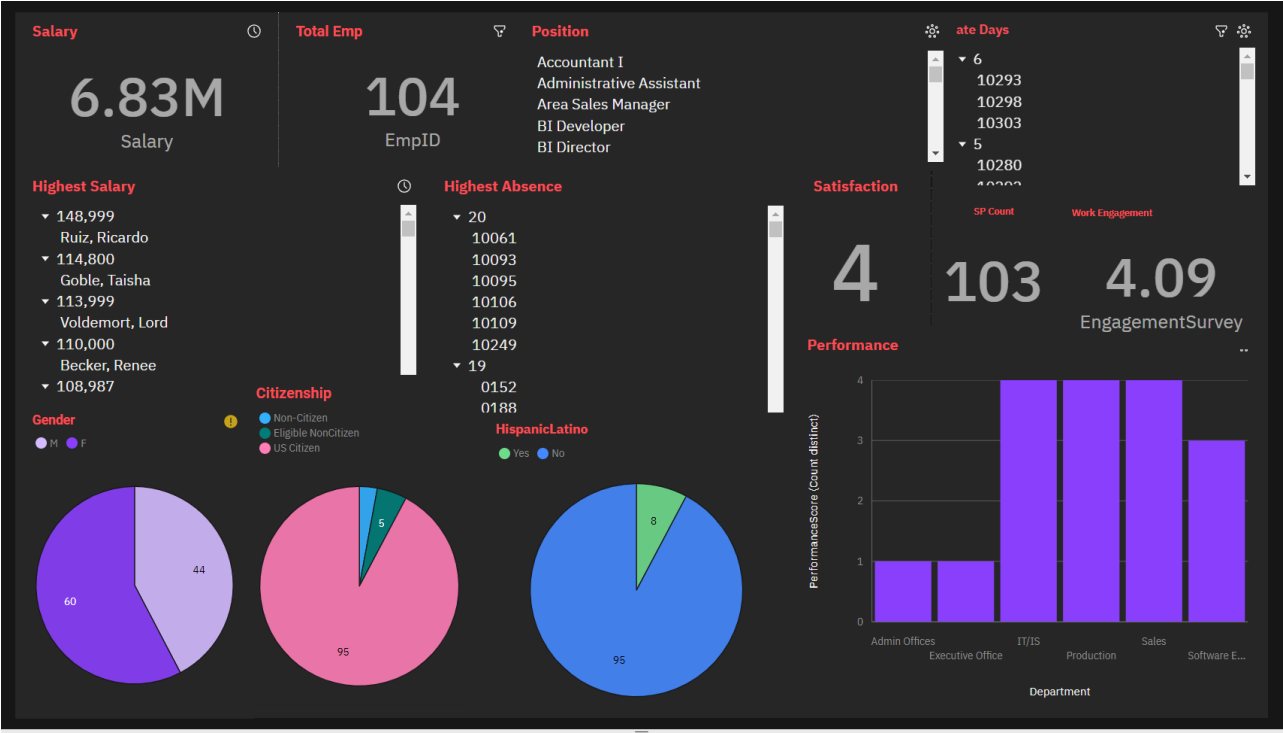 Salary
6.83M
Salary
Total Emp
104
EmpID
Position
Accountant I
Administrative Assistant
Area Sales Manager
BI Developer
BI Director
ate Days
6
10293
10298
10303
5
10280
Highest Salary
148,999
Ruiz, Ricardo
114,800
Goble, Taisha
113,999
Voldemort, Lord
110,000
Becker, Renee
108,987
Highest Absence
20
10061
10093
10095
10106
10109
10249
19
0152
0188
Satisfaction
4
SP Count
103
Work Engagement
4.09
EngagementSurvey
Gender
M F
44
60
Citizenship
Non-Citizen
Eligible NonCitizen
US Citizen
5
95
HispanicLatino
Yes No
8
95
Performance
PerformanceScore (Count distinct)
4
3
2
1
0
Admin Offices
Executive Office
IT/IS
Production
Sales
Software E...
Department